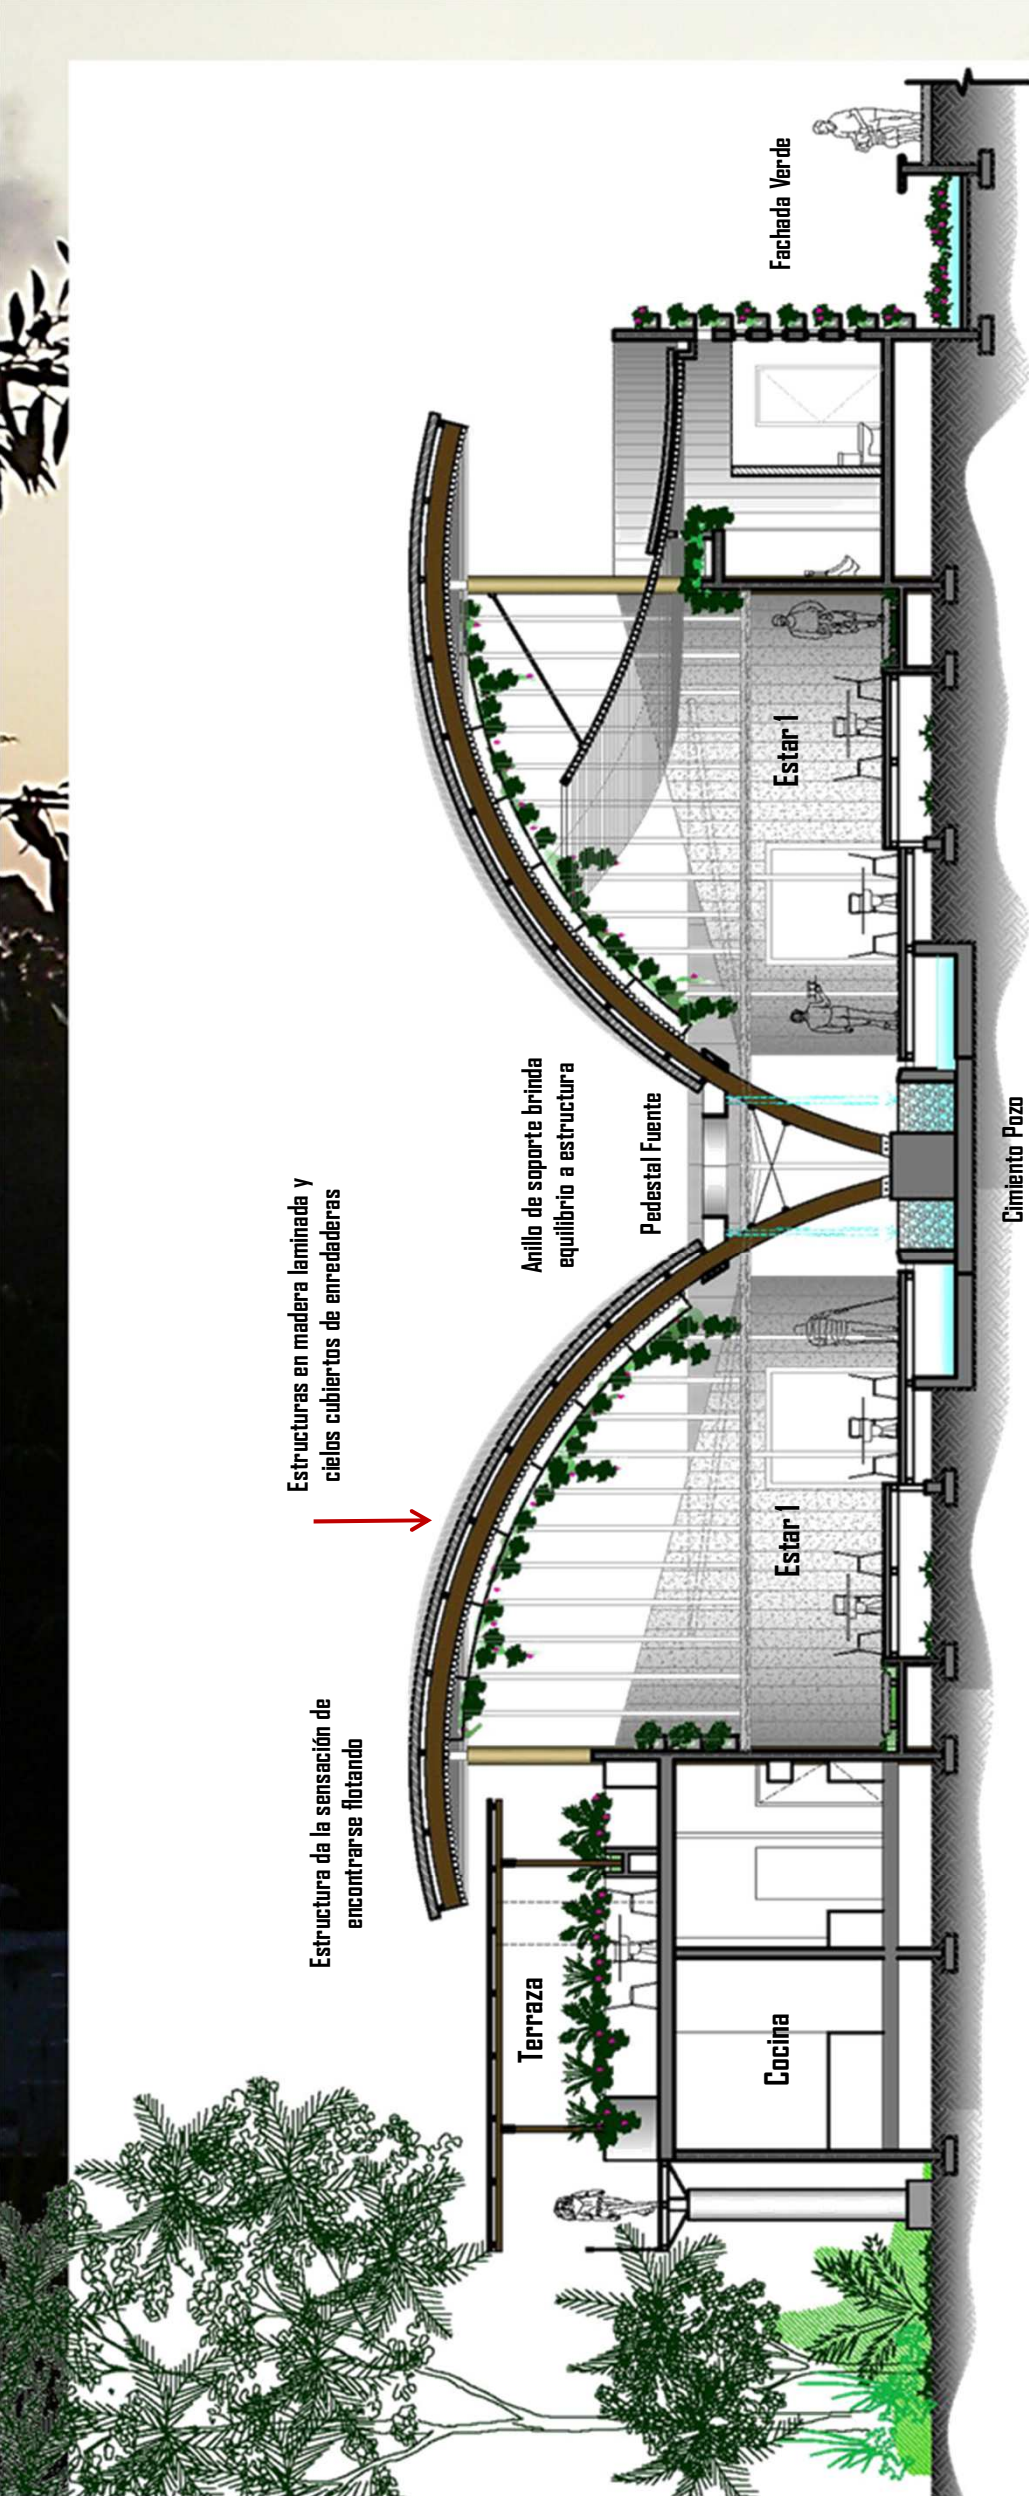 Estructura da la sensación de
encontrarse flotando
Estructuras en madera laminada y
cielos cubiertos de enredaderas
Anillo de soporte brinda
equilibrio a estructura
Pedestal Fuente
Fachada Verde
Terraza
Cocina
Estar 1
Estar 1
Cimiento Pozo